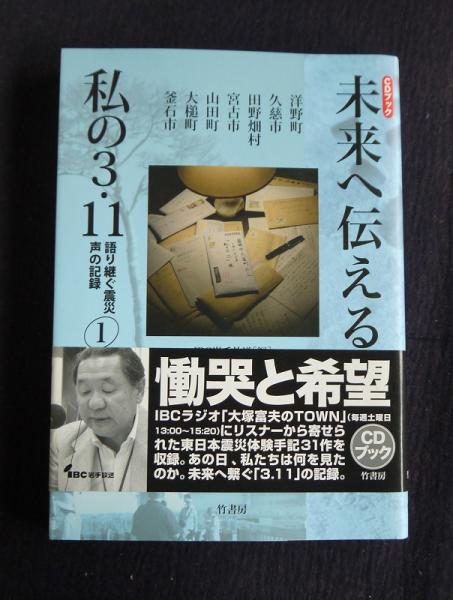 CDブック
未来へ伝える
私の3・11
語り継ぐ震災
声の記録
1
洋野町
久慈市
田野畑村
宮古市
山田町
大槌町
釜石市
慟哭と希望
IBCラジオ「大塚富夫のTOWN」(毎週土曜日
13:00〜15:20)にリスナーから寄せら
れた東日本震災体験手記31作を
収録。あの日、私たちは何を見た
のか。未来へ繋ぐ「3.11」の記録。
CD
ブック
竹書房
IBC岩手放送
竹書房